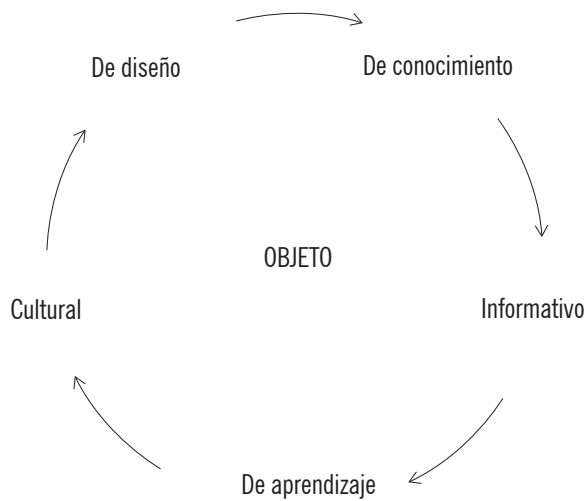 De diseño
De conocimiento
OBJETO
Cultural
Informativo
De aprendizaje